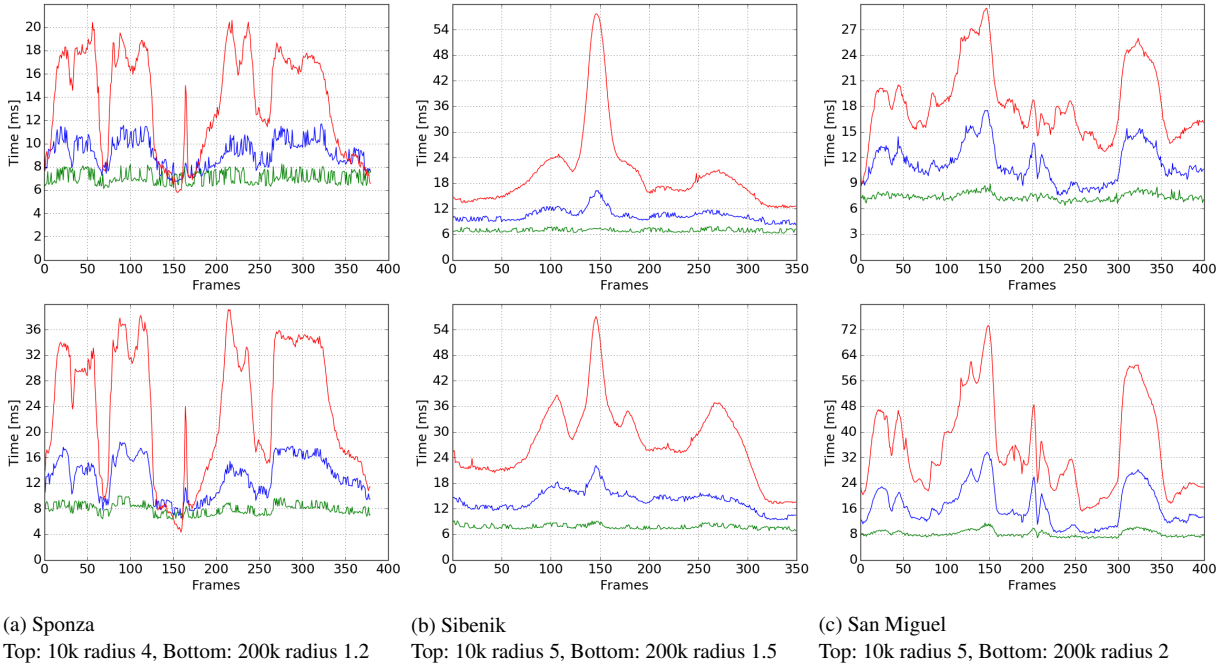 20
18
16
14
12
10
8
6
4
2
0
Time [ms]
0 50 100 150 200 250 300 350 400
Frames
54
48
42
36
30
24
18
12
6
0
Time [ms]
0 50 100 150 200 250 300 350
Frames
27
24
21
18
15
12
9
6
3
0
Time [ms]
0 50 100 150 200 250 300 350 400
Frames
36
32
28
24
20
16
12
8
4
0
Time [ms]
0 50 100 150 200 250 300 350 400
Frames
54
48
42
36
30
24
18
12
6
0
Time [ms]
0 50 100 150 200 250 300 350
Frames
72
64
56
48
40
32
24
16
8
0
Time [ms]
0 50 100 150 200 250 300 350 400
Frames
(a) Sponza
Top: 10k radius 4, Bottom: 200k radius 1.2
(b) Sibenik
Top: 10k radius 5, Bottom: 200k radius 1.5
(c) San Miguel
Top: 10k radius 5, Bottom: 200k radius 2